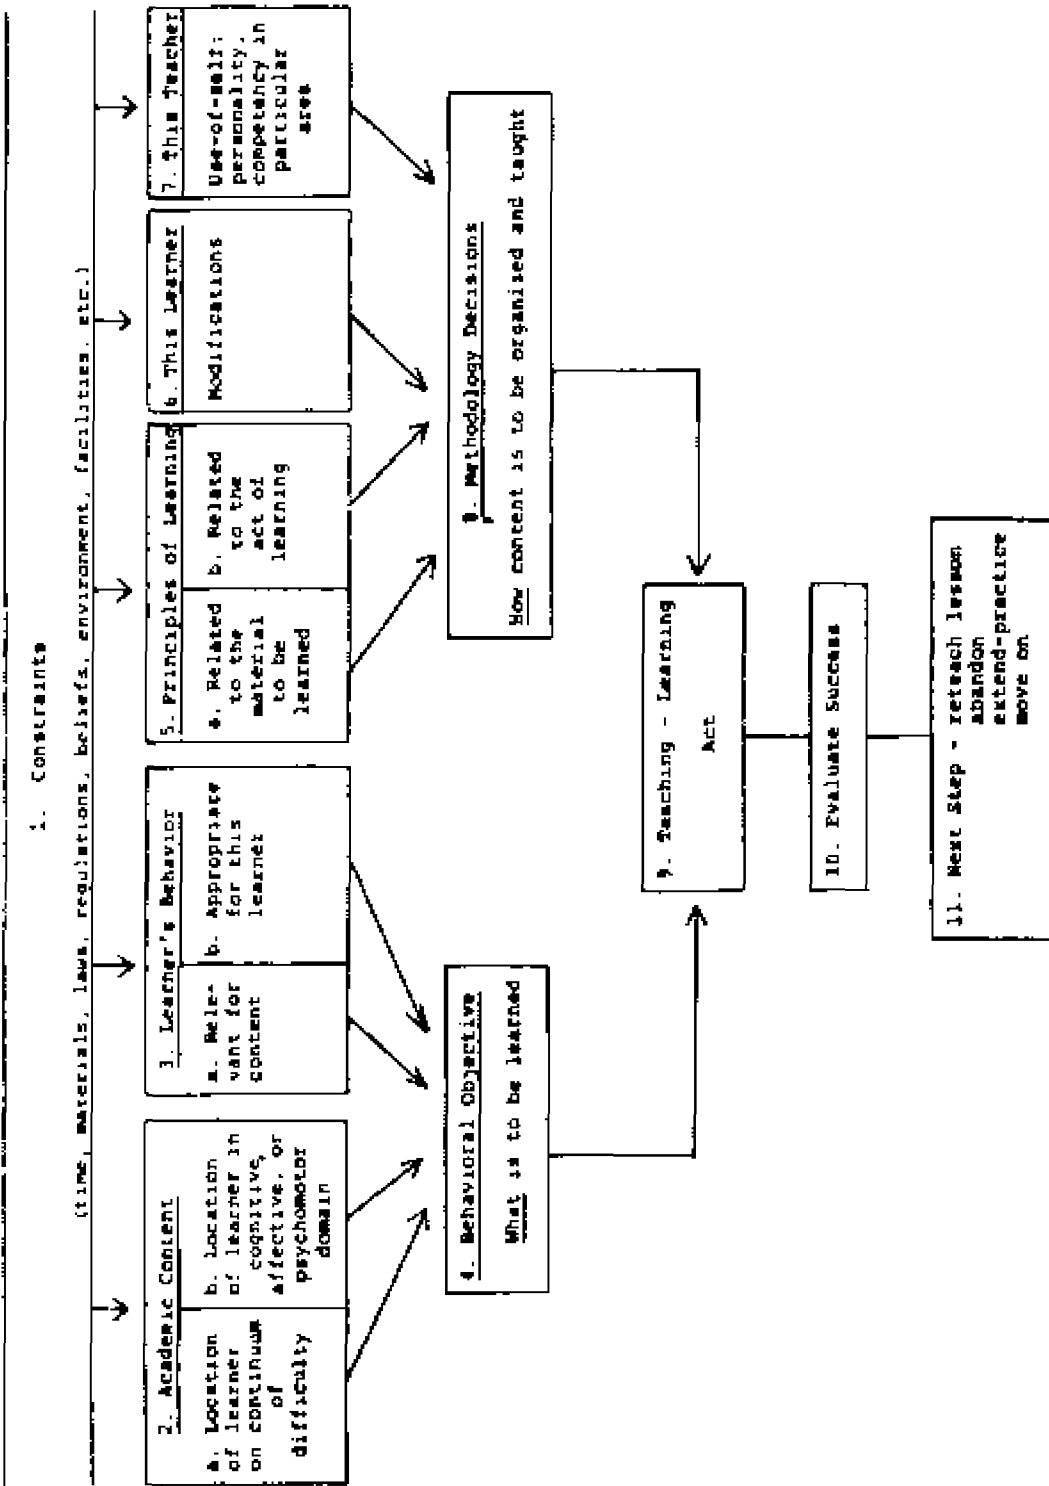 1. Constraints
(time, materials, laws, regulations, beliefs, environment, facilities, etc.)
2. Academic Content
a. Location
of learner
on continuum
of
difficulty
b. Location
of learner in
cognitive,
affective, or
psychomotor
domain
3. Learner's Behavior
a. Rele-
vant for
content
b. Appropriate
for this
learner
5. Principles of Learning
a. Related
to the
material
to be
learned
b. Related
to the
act of
learning
6. This Learner
Modifications
7. This Teacher
Use-of-self:
personality,
competency in
particular
area
4. Behavioral Objective
What is to be learned
8. Methodology Decisions
How content is to be organized and taught
9. Teaching - Learning
Act
10. Evaluate Success
11. Next Step - reteach lesson
abandon
extend-practice
move on